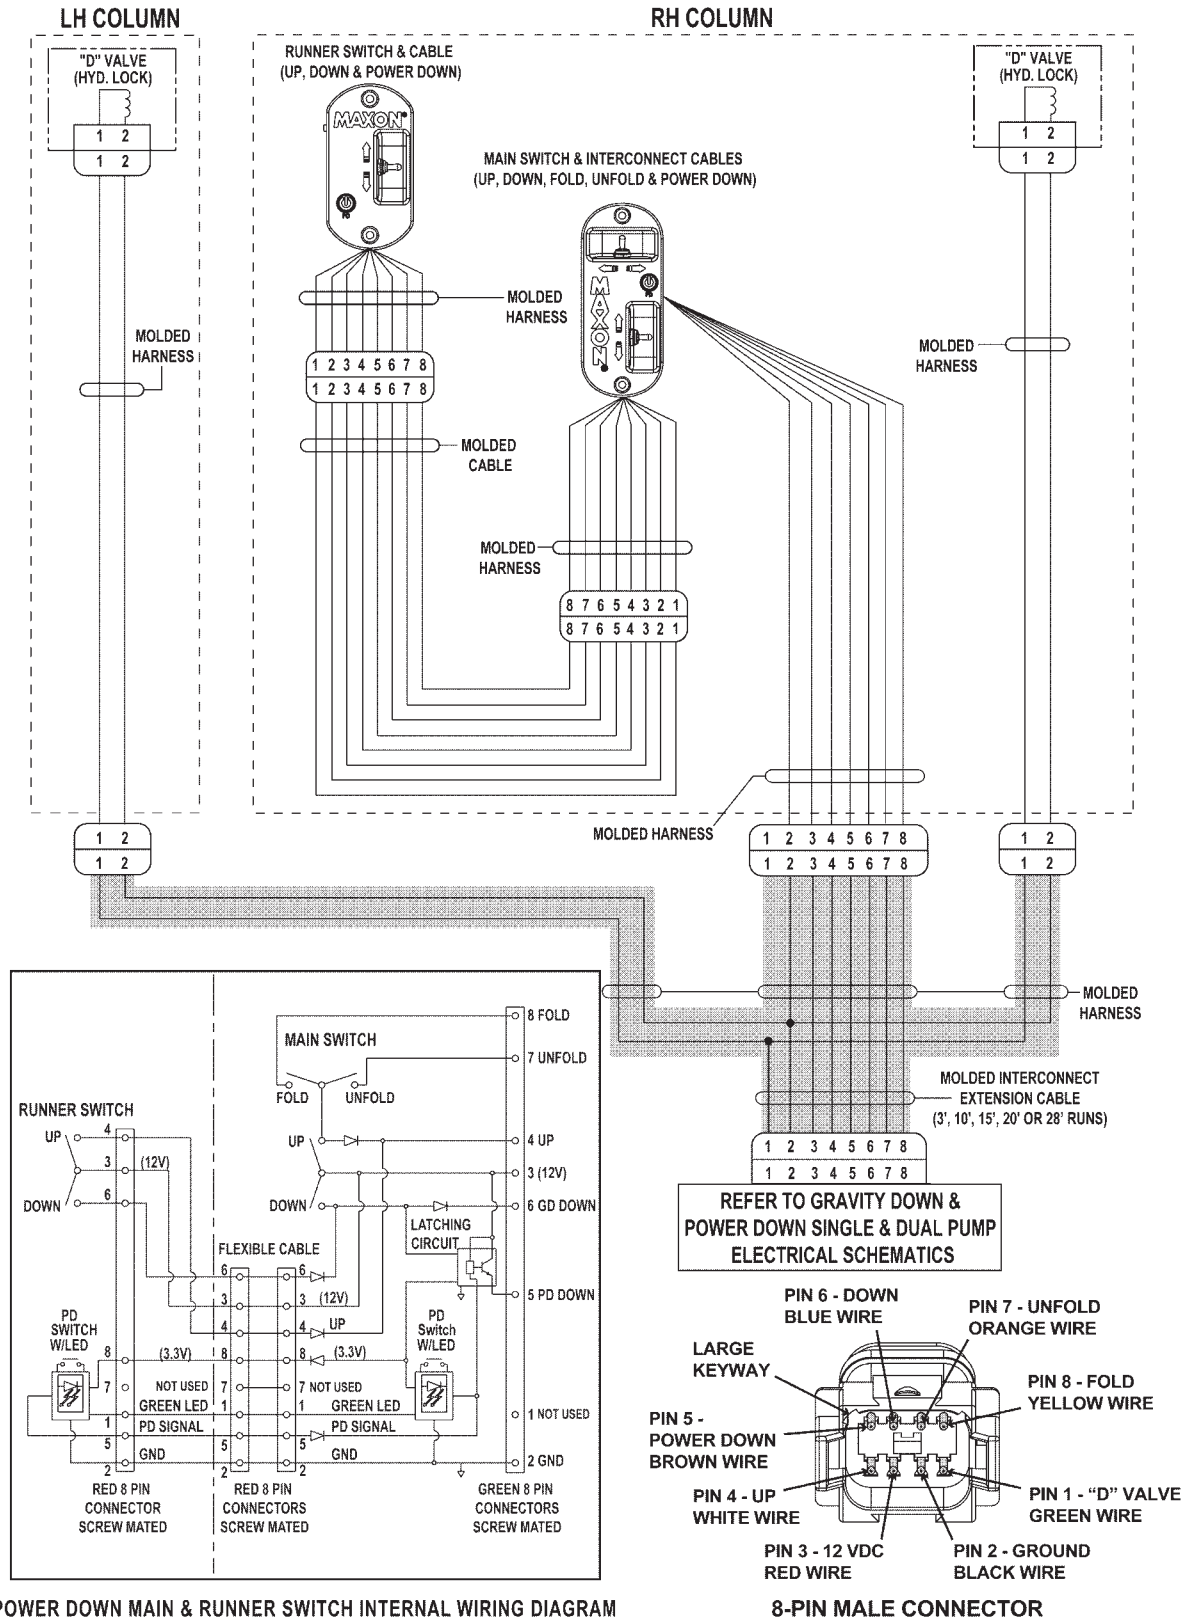 LH COLUMN
RH COLUMN
"D" VALVE
(HYD. LOCK)
1 2
1 2
MOLDED
HARNESS
RUNNER SWITCH & CABLE
(UP, DOWN & POWER DOWN)
MAXON
PD
MOLDED
HARNESS
1 2 3 4 5 6 7 8
1 2 3 4 5 6 7 8
MOLDED
CABLE
MAIN SWITCH & INTERCONNECT CABLES
(UP, DOWN, FOLD, UNFOLD & POWER DOWN)
PD
MAXON
MOLDED
HARNESS
8 7 6 5 4 3 2 1
8 7 6 5 4 3 2 1
"D" VALVE
(HYD. LOCK)
1 2
1 2
MOLDED
HARNESS
MOLDED HARNESS
1 2
1 2
1 2 3 4 5 6 7 8
1 2 3 4 5 6 7 8
1 2
1 2
MOLDED
HARNESS
MOLDED INTERCONNECT
EXTENSION CABLE
(3', 10', 15', 20' OR 28' RUNS)
1 2 3 4 5 6 7 8
1 2 3 4 5 6 7 8
REFER TO GRAVITY DOWN &
POWER DOWN SINGLE & DUAL PUMP
ELECTRICAL SCHEMATICS
8 FOLD
MAIN SWITCH
7 UNFOLD
FOLD
UNFOLD
RUNNER SWITCH
UP
4
UP
4 UP
3
(12V)
3 (12V)
DOWN
6
DOWN
6 GD DOWN
LATCHING
CIRCUIT
FLEXIBLE CABLE
6
6
3
3 (12V)
5 PD DOWN
4
4 UP
PD
SWITCH
W/LED
PD
Switch
W/LED
8
(3.3V)
8
8
(3.3V)
7
NOT USED
7
7 NOT USED
GREEN LED
1
1
1
GREEN LED
1 NOT USED
PD SIGNAL
5
5
5
PD SIGNAL
GND
2
2
2
GND
2 GND
RED 8 PIN
CONNECTOR
SCREW MATED
RED 8 PIN
CONNECTORS
SCREW MATED
GREEN 8 PIN
CONNECTORS
SCREW MATED
POWER DOWN MAIN & RUNNER SWITCH INTERNAL WIRING DIAGRAM
PIN 6 - DOWN
BLUE WIRE
PIN 7 - UNFOLD
ORANGE WIRE
LARGE
KEYWAY
PIN 8 - FOLD
YELLOW WIRE
PIN 5 -
POWER DOWN
BROWN WIRE
PIN 4 - UP
WHITE WIRE
PIN 1 - “D” VALVE
GREEN WIRE
PIN 3 - 12 VDC
RED WIRE
PIN 2 - GROUND
BLACK WIRE
8-PIN MALE CONNECTOR